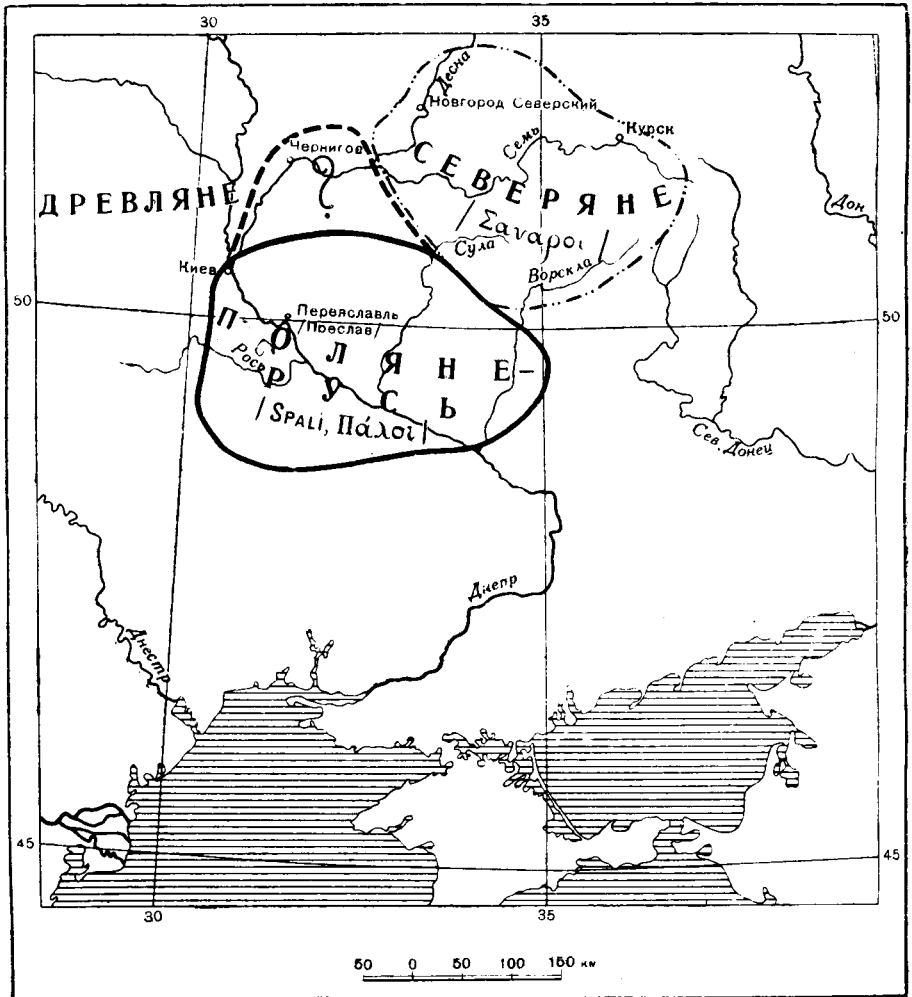 30 35
Десна
Новгород Северский
Семь
Курск
Чернигов
СЕВЕРЯНЕ
?
ДРЕВЛЯНЕ
Дон
Σαυαροι
Сула
Ворскла
Киев
50 50
Переяславль
/Преслав/
ПОЛЯНЕ–
Рось
РУСЬ
/SPALI, Πάλοι/
Сев. Донец
Днепр
Днестр
45 45
30 35
50 0 50 100 150 км